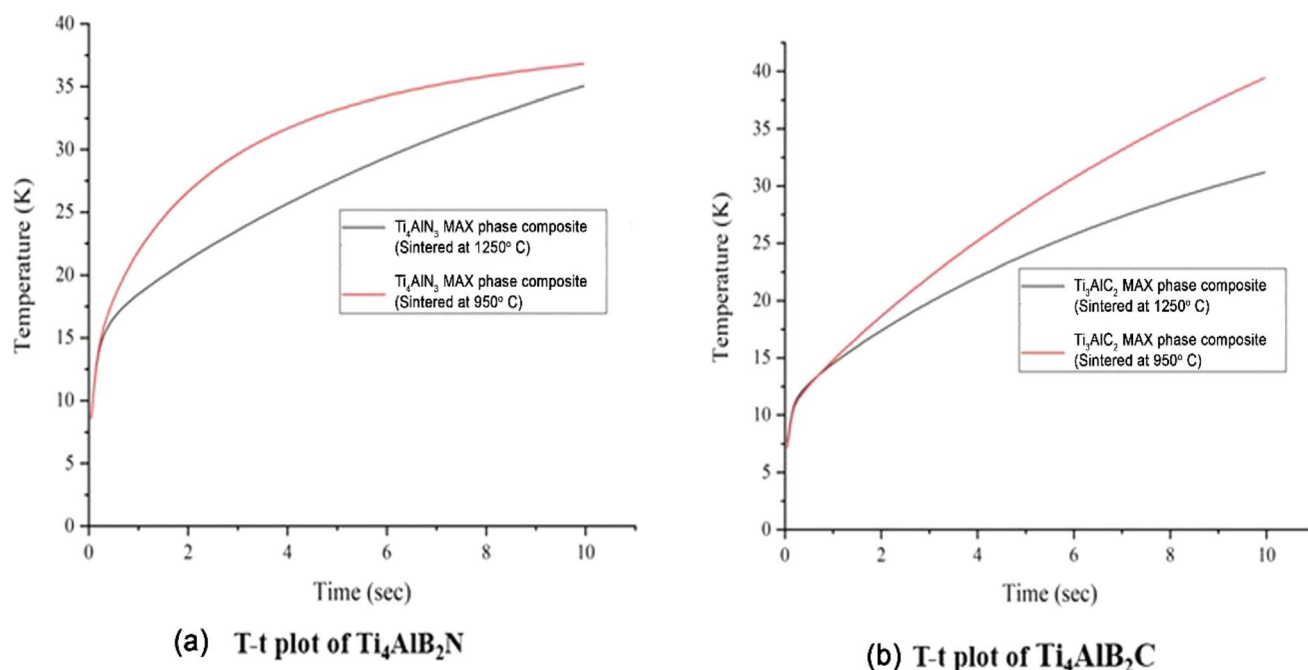 40
35
30
25
20
15
10
5
0
Temperature (K)
Ti₄AlN₃ MAX phase composite
(Sintered at 1250° C)
Ti₄AlN₃ MAX phase composite
(Sintered at 950° C)
0 2 4 6 8 10
Time (sec)
(a) T-t plot of Ti₄AlB₂N
40
35
30
25
20
15
10
5
0
Temperature (K)
Ti₃AlC₂ MAX phase composite
(Sintered at 1250° C)
Ti₃AlC₂ MAX phase composite
(Sintered at 950° C)
0 2 4 6 8 10
Time (sec)
(b) T-t plot of Ti₄AlB₂C